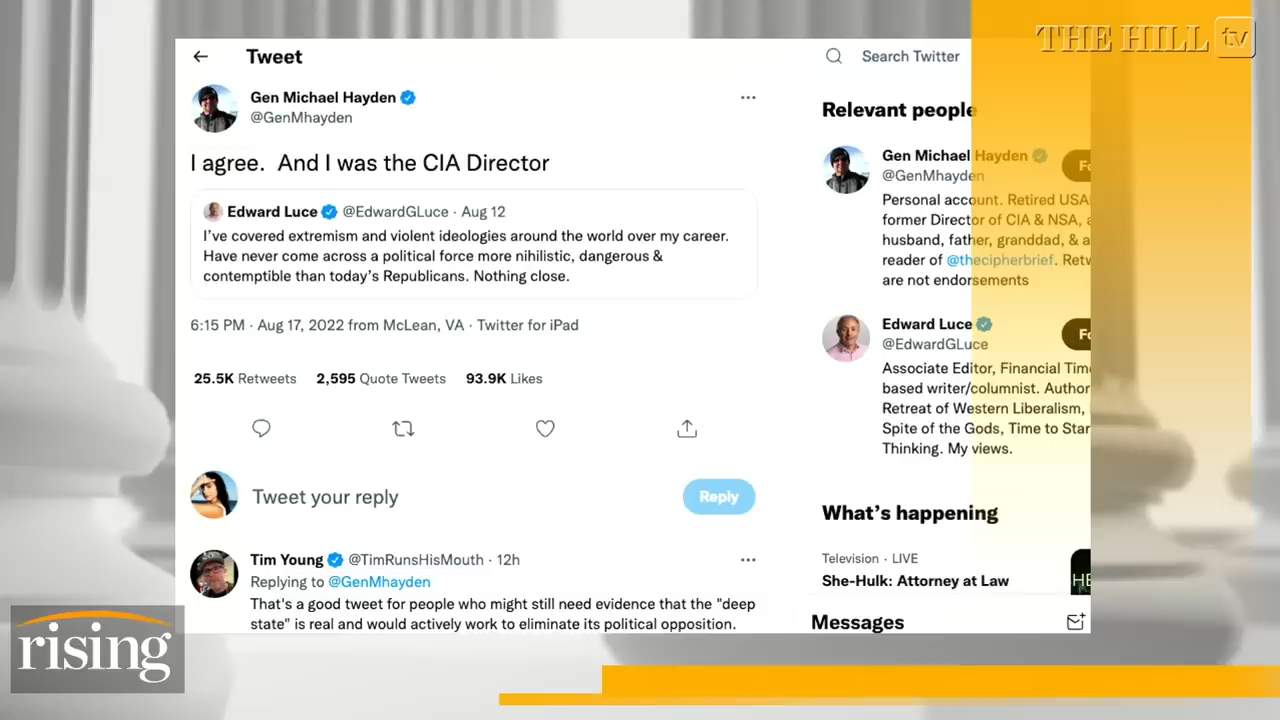 THE HILL tv
Tweet
Search Twitter
Gen Michael Hayden
@GenMhayden
I agree. And I was the CIA Director
Edward Luce @EdwardGLuce · Aug 12
I've covered extremism and violent ideologies around the world over my career.
Have never come across a political force more nihilistic, dangerous &
contemptible than today's Republicans. Nothing close.
6:15 PM · Aug 17, 2022 from McLean, VA · Twitter for iPad
25.5K Retweets 2,595 Quote Tweets 93.9K Likes
Tweet your reply
Reply
Tim Young @TimRunsHisMouth · 12h
Replying to @GenMhayden
That's a good tweet for people who might still need evidence that the "deep
state" is real and would actively work to eliminate its political opposition.
Relevant people
Gen Michael Hayden
@GenMhayden
Fo
Personal account. Retired USA
former Director of CIA & NSA, a
husband, father, granddad, & a
reader of @thecipherbrief. Retw
are not endorsements
Edward Luce
@EdwardGLuce
Fo
Associate Editor, Financial Time
based writer/columnist. Author
Retreat of Western Liberalism,
Spite of the Gods, Time to Star
Thinking. My views.
What's happening
Television · LIVE
She-Hulk: Attorney at Law
HE
Messages
rising